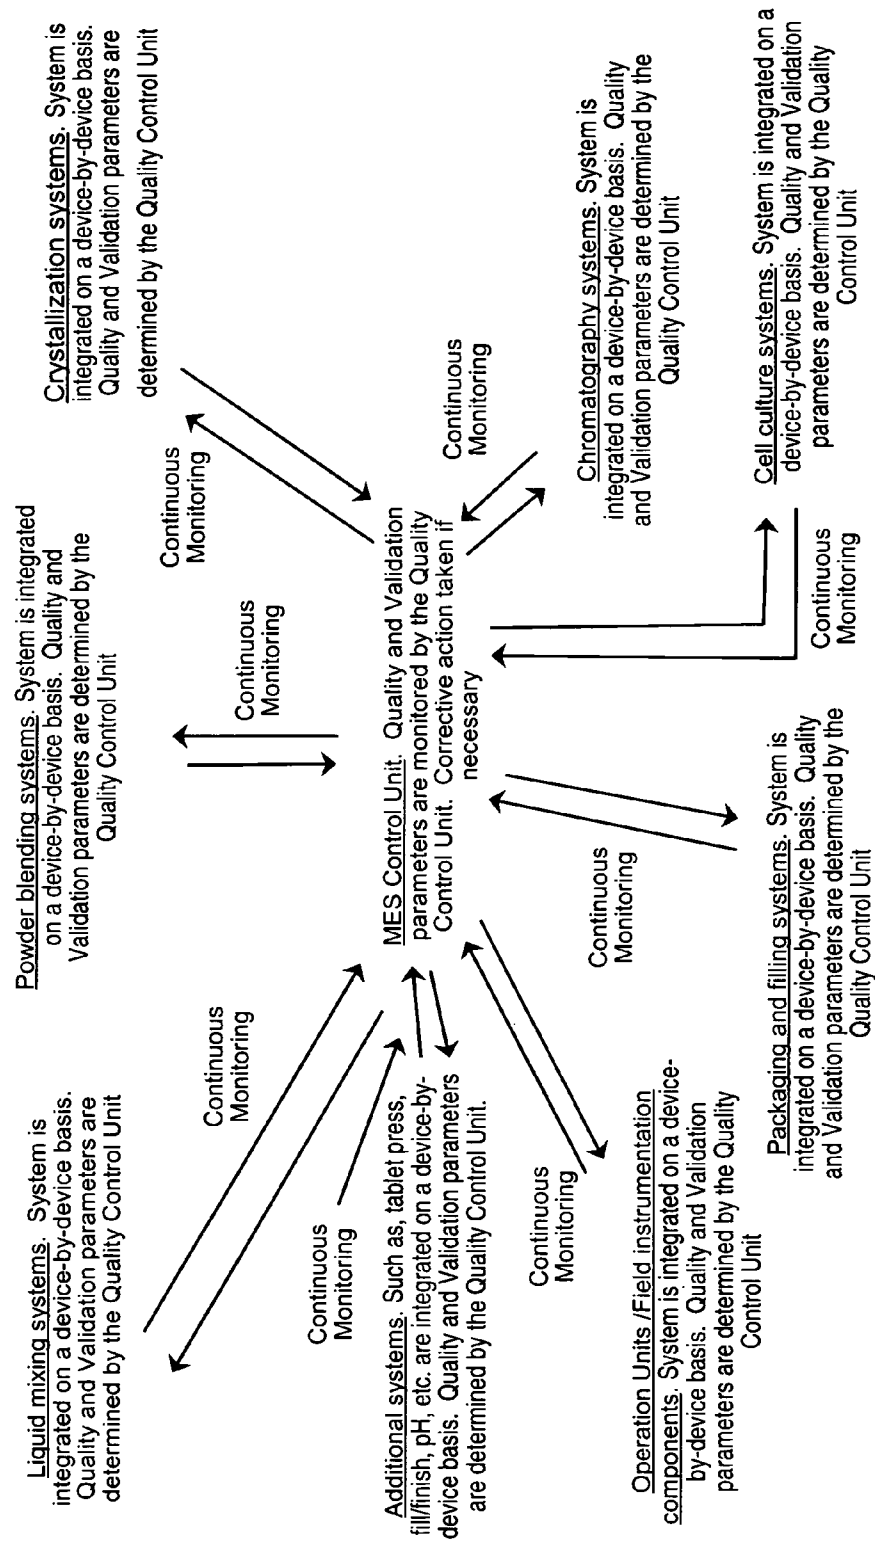 Liquid mixing systems. System is
integrated on a device-by-device basis.
Quality and Validation parameters are
determined by the Quality Control Unit
Powder blending systems. System is integrated
on a device-by-device basis. Quality and
Validation parameters are determined by the
Quality Control Unit
Crystallization systems. System is
integrated on a device-by-device basis.
Quality and Validation parameters are
determined by the Quality Control Unit
Continuous
Monitoring
Continuous
Monitoring
Continuous
Monitoring
Continuous
Monitoring
Additional systems. Such as, tablet press,
fill/finish, pH, etc. are integrated on a device-by-
device basis. Quality and Validation parameters
are determined by the Quality Control Unit.
MES Control Unit. Quality and Validation
parameters are monitored by the Quality
Control Unit. Corrective action taken if
necessary
Continuous
Monitoring
Chromatography systems. System is
integrated on a device-by-device basis. Quality
and Validation parameters are determined by the
Quality Control Unit
Continuous
Monitoring
Continuous
Monitoring
Operation Units /Field instrumentation
components. System is integrated on a device-
by-device basis. Quality and Validation
parameters are determined by the Quality
Control Unit
Packaging and filling systems. System is
integrated on a device-by-device basis. Quality
and Validation parameters are determined by the
Quality Control Unit
Continuous
Monitoring
Cell culture systems. System is integrated on a
device-by-device basis. Quality and Validation
parameters are determined by the Quality
Control Unit